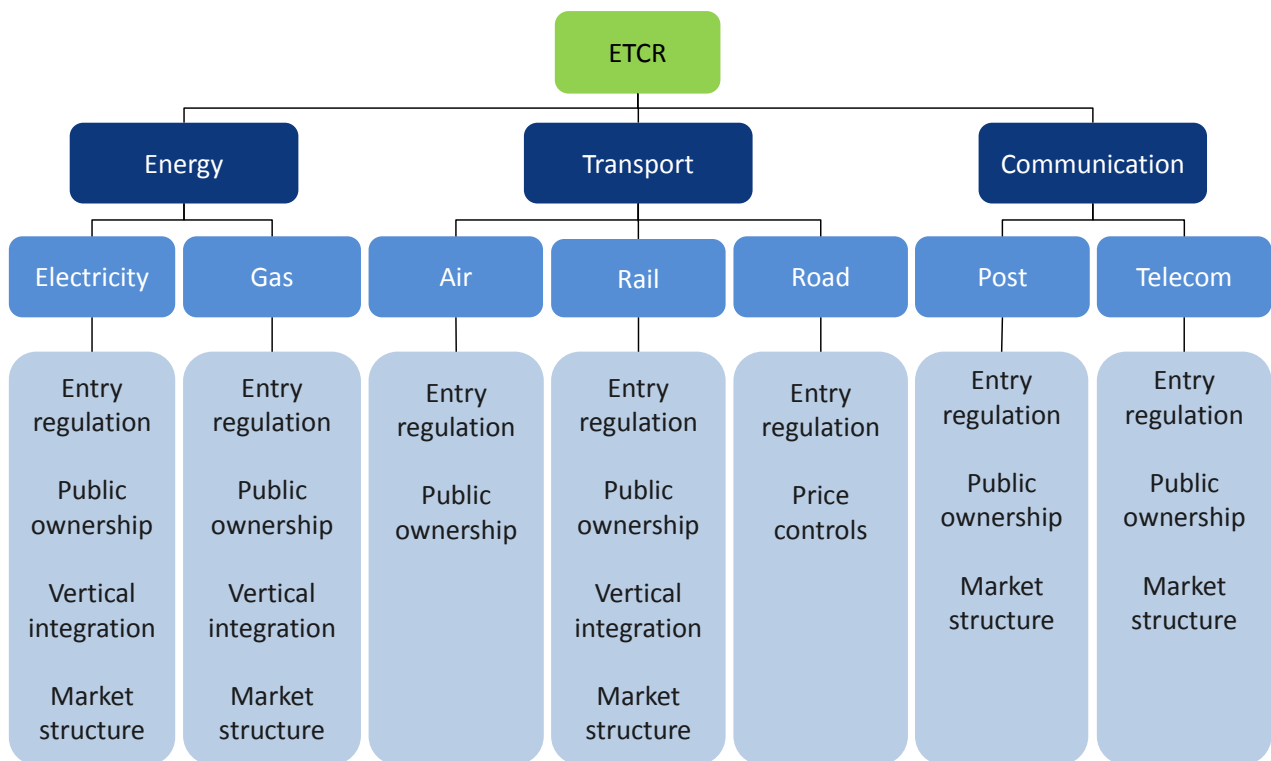 ETCR
Energy
Transport
Communication
Electricity
Gas
Air
Rail
Road
Post
Telecom
Entry
regulation
Public
ownership
Vertical
integration
Market
structure
Entry
regulation
Public
ownership
Vertical
integration
Market
structure
Entry
regulation
Public
ownership
Entry
regulation
Public
ownership
Vertical
integration
Market
structure
Entry
regulation
Price
controls
Entry
regulation
Public
ownership
Market
structure
Entry
regulation
Public
ownership
Market
structure